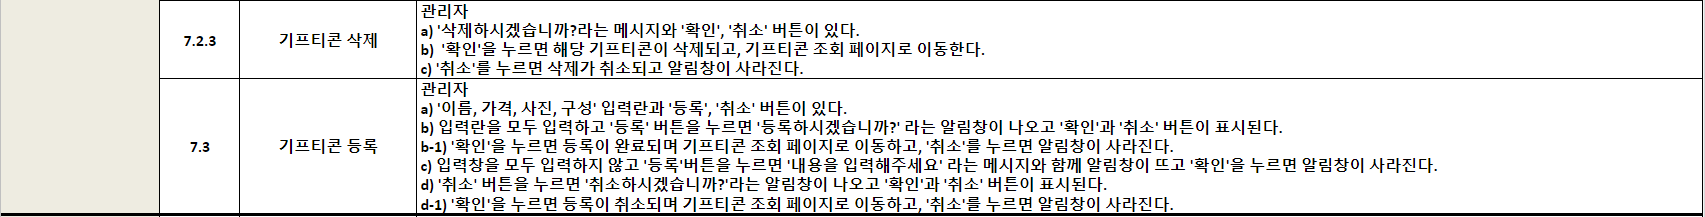 관리자
7.2.3
기프티콘 삭제
a) '삭제하시겠습니까?라는 메시지와 '확인', '취소' 버튼이 있다.
b)  '확인'을 누르면 해당 기프티콘이 삭제되고, 기프티콘 조회 페이지로 이동한다.
c) '취소'를 누르면 삭제가 취소되고 알림창이 사라진다.
7.3
기프티콘 등록
관리자
a) '이름, 가격, 사진, 구성' 입력란과 '등록', '취소' 버튼이 있다.
b) 입력란을 모두 입력하고 '등록' 버튼을 누르면 '등록하시겠습니까?' 라는 알림창이 나오고 '확인'과 '취소' 버튼이 표시된다.
b-1) '확인'을 누르면 등록이 완료되며 기프티콘 조회 페이지로 이동하고, '취소'를 누르면 알림창이 사라진다.
c) 입력창을 모두 입력하지 않고 '등록'버튼을 누르면 '내용을 입력해주세요' 라는 메시지와 함께 알림창이 뜨고 '확인'을 누르면 알림창이 사라진다.
d) '취소' 버튼을 누르면 '취소하시겠습니까?'라는 알림창이 나오고 '확인'과 '취소' 버튼이 표시된다.
d-1) '확인'을 누르면 등록이 취소되며 기프티콘 조회 페이지로 이동하고, '취소'를 누르면 알림창이 사라진다.